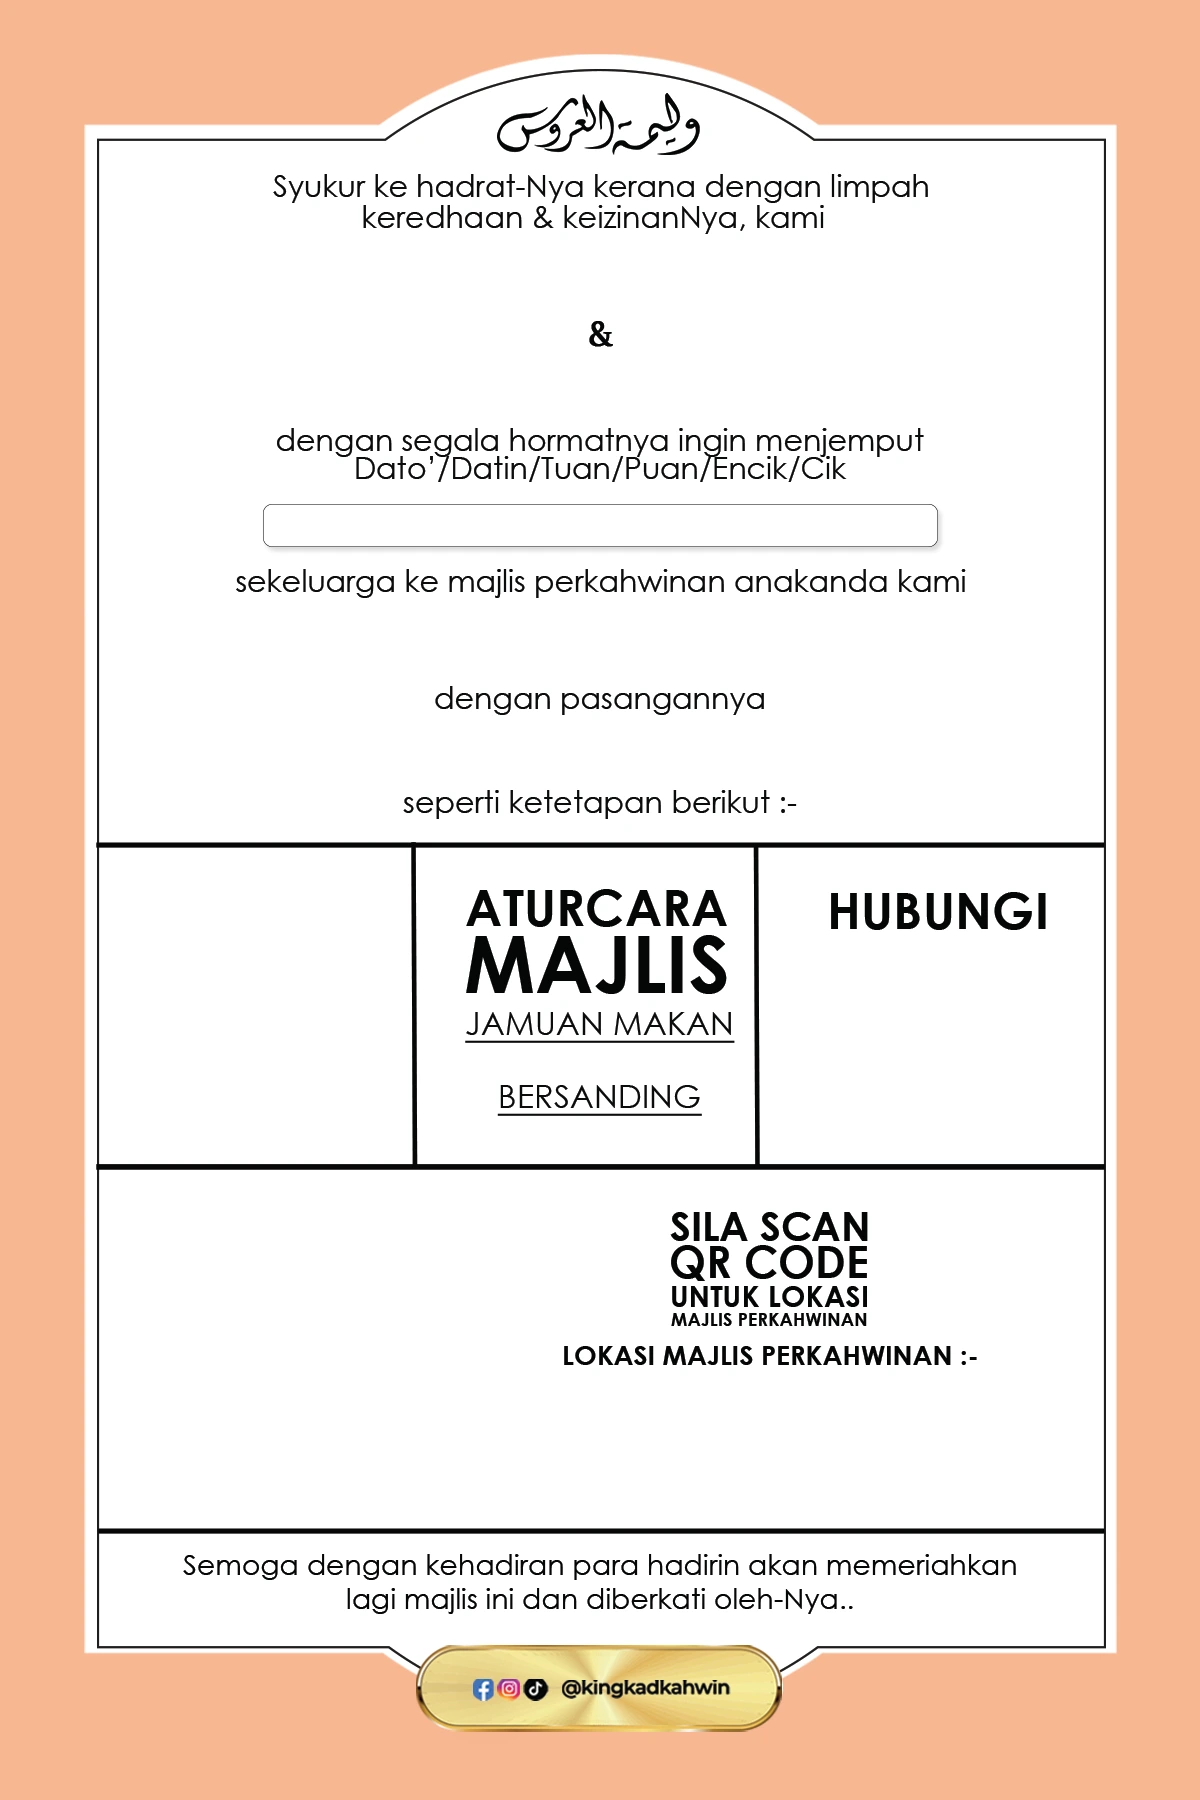 وليمة العروس
Syukur ke hadrat-Nya kerana dengan limpah
keredhaan & keizinanNya, kami
&
dengan segala hormatnya ingin menjemput
Dato’/Datin/Tuan/Puan/Encik/Cik
sekeluarga ke majlis perkahwinan anakanda kami
dengan pasangannya
seperti ketetapan berikut :-
ATURCARA
MAJLIS
JAMUAN MAKAN
BERSANDING
HUBUNGI
SILA SCAN
QR CODE
UNTUK LOKASI
MAJLIS PERKAHWINAN
LOKASI MAJLIS PERKAHWINAN :-
Semoga dengan kehadiran para hadirin akan memeriahkan
lagi majlis ini dan diberkati oleh-Nya..
@kingkadkahwin